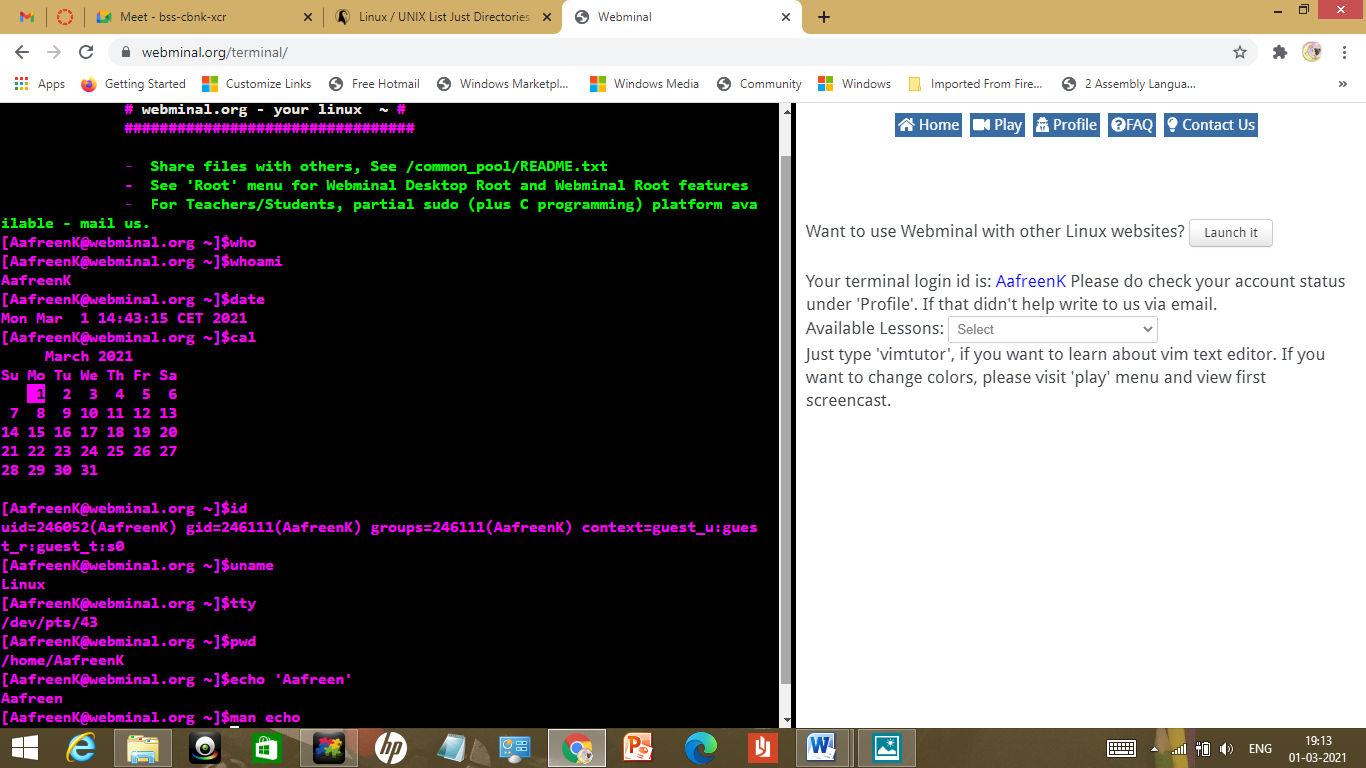 Meet - bss-cbnk-xcr
Linux / UNIX List Just Directories
Webminal
webminal.org/terminal/
Apps Getting Started Customize Links Free Hotmail Windows Marketpl... Windows Media Community Windows Imported From Fire... 2 Assembly Langua... »
# webminal.org - your linux ~ #
#################################
- Share files with others, See /common_pool/README.txt
- See 'Root' menu for Webminal Desktop Root and Webminal Root features
- For Teachers/Students, partial sudo (plus C programming) platform ava
ilable - mail us.
[AafreenK@webminal.org ~]$who
[AafreenK@webminal.org ~]$whoami
AafreenK
[AafreenK@webminal.org ~]$date
Mon Mar  1 14:43:15 CET 2021
[AafreenK@webminal.org ~]$cal
     March 2021
Su Mo Tu We Th Fr Sa
    1  2  3  4  5  6
 7  8  9 10 11 12 13
14 15 16 17 18 19 20
21 22 23 24 25 26 27
28 29 30 31
[AafreenK@webminal.org ~]$id
uid=246052(AafreenK) gid=246111(AafreenK) groups=246111(AafreenK) context=guest_u:gues
t_r:guest_t:s0
[AafreenK@webminal.org ~]$uname
Linux
[AafreenK@webminal.org ~]$tty
/dev/pts/43
[AafreenK@webminal.org ~]$pwd
/home/AafreenK
[AafreenK@webminal.org ~]$echo 'Aafreen'
Aafreen
[AafreenK@webminal.org ~]$man echo
Home Play Profile FAQ Contact Us
Want to use Webminal with other Linux websites? Launch it
Your terminal login id is: AafreenK Please do check your account status
under 'Profile'. If that didn't help write to us via email.
Available Lessons: Select
Just type 'vimtutor', if you want to learn about vim text editor. If you
want to change colors, please visit 'play' menu and view first
screencast.
ENG
19:13
01-03-2021